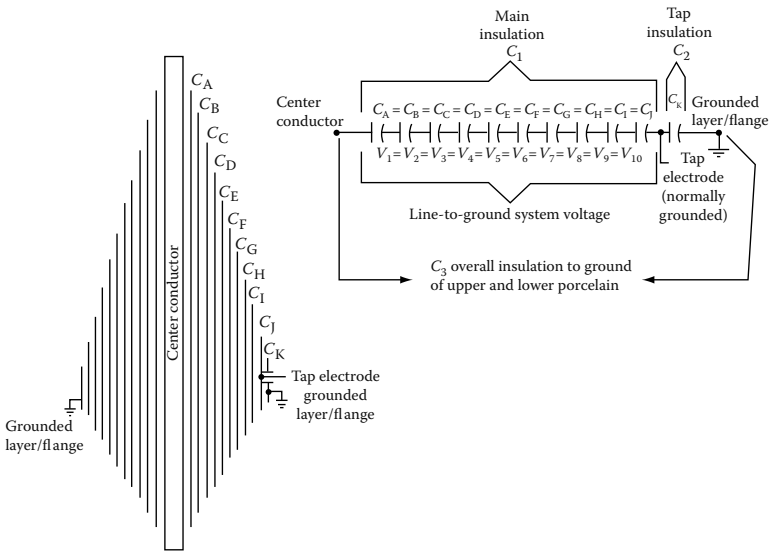 Main
insulation
C1
Tap
insulation
C2
Center
conductor
CA = CB = CC = CD = CE = CF = CG = CH = CI = CJ
CK
Grounded
layer/flange
V1 = V2 = V3 = V4 = V5 = V6 = V7 = V8 = V9 = V10
Tap
electrode
(normally
grounded)
Line-to-ground system voltage
C3 overall insulation to ground
of upper and lower porcelain
CA
CB
CC
CD
CE
CF
CG
CH
CI
CJ
CK
Center conductor
Tap electrode
grounded
layer/flange
Grounded
layer/flange